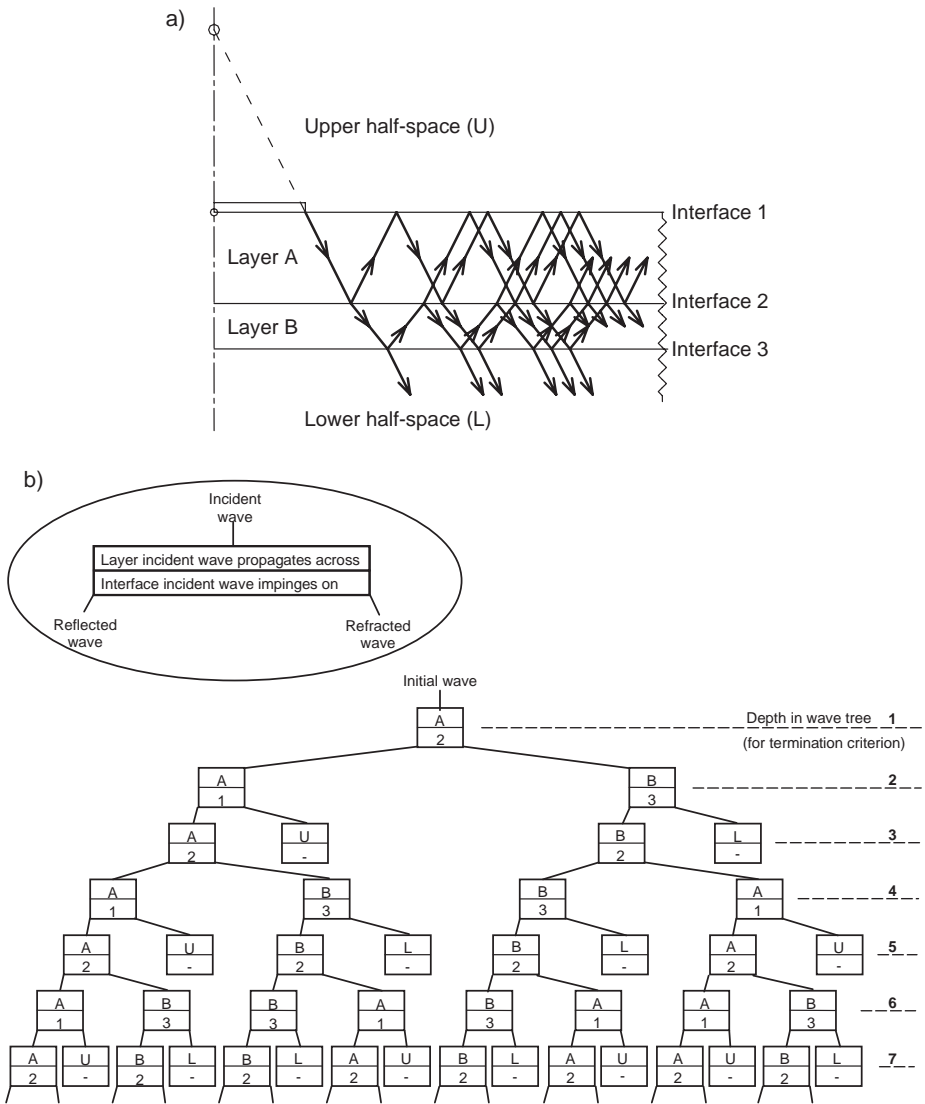 a)
Upper half-space (U)
Interface 1
Layer A
Interface 2
Layer B
Interface 3
Lower half-space (L)
b)
Incident
wave
Layer incident wave propagates across
Interface incident wave impinges on
Reflected
wave
Refracted
wave
Initial wave
A
2
Depth in wave tree 1
(for termination criterion)
A B
1 3
2
A U B L
2 - 2 -
3
A B B A
1 3 3 1
4
A U B L B L A U
2 - 2 - 2 - 2 -
5
A B B A B A A B
1 3 3 1 3 1 1 3
6
A U B L B L A U B L A U A U B L
2 - 2 - 2 - 2 - 2 - 2 - 2 - 2 -
7